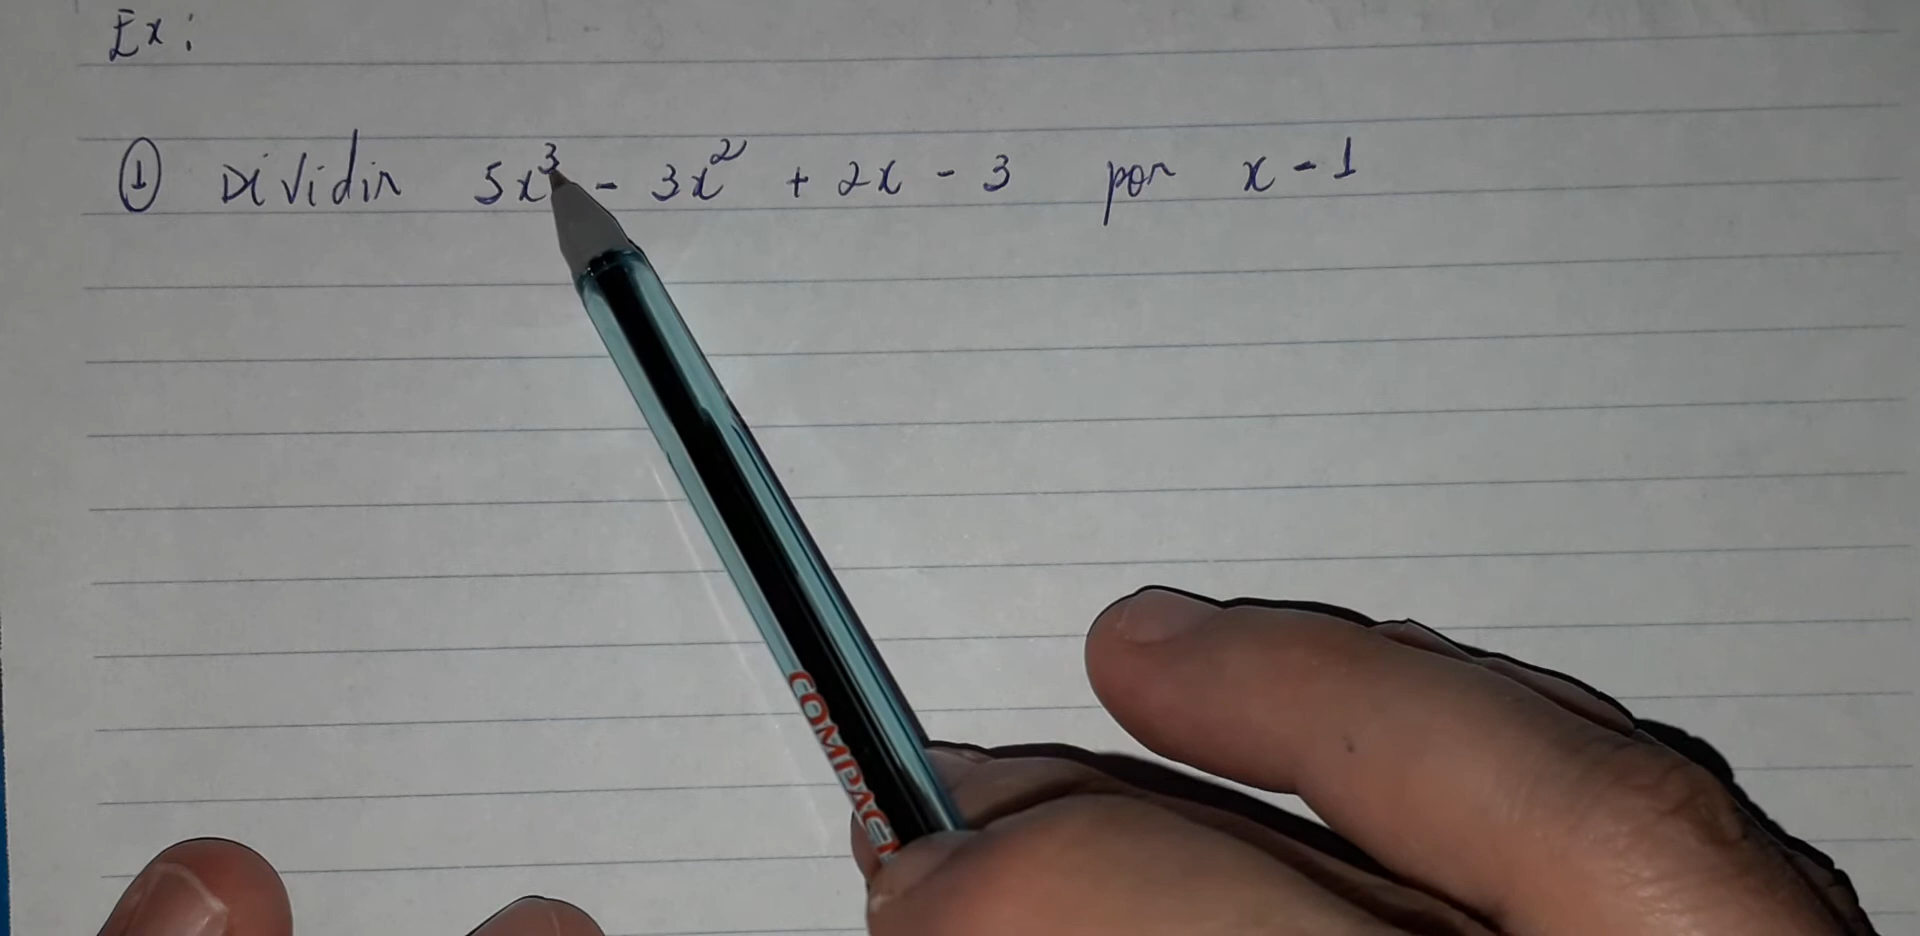 Ex:
① Dividir 5x³ - 3x² + 2x - 3 por x - 1
COMPACT